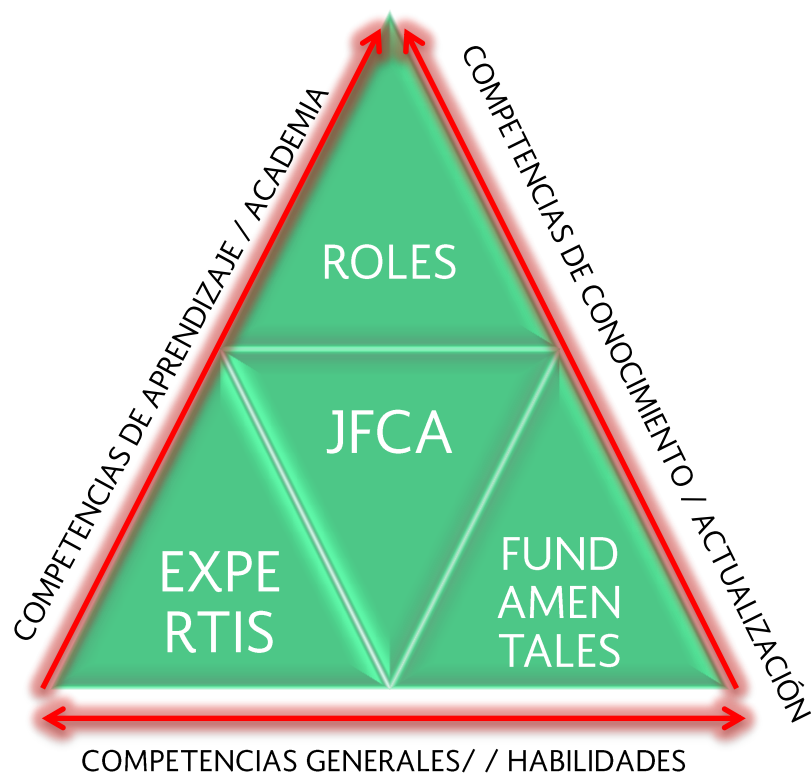 COMPETENCIAS DE APRENDIZAJE / ACADEMIA
COMPETENCIAS DE CONOCIMIENTO / ACTUALIZACIÓN
ROLES
JFCA
EXPE
RTIS
FUND
AMEN
TALES
COMPETENCIAS GENERALES/ / HABILIDADES